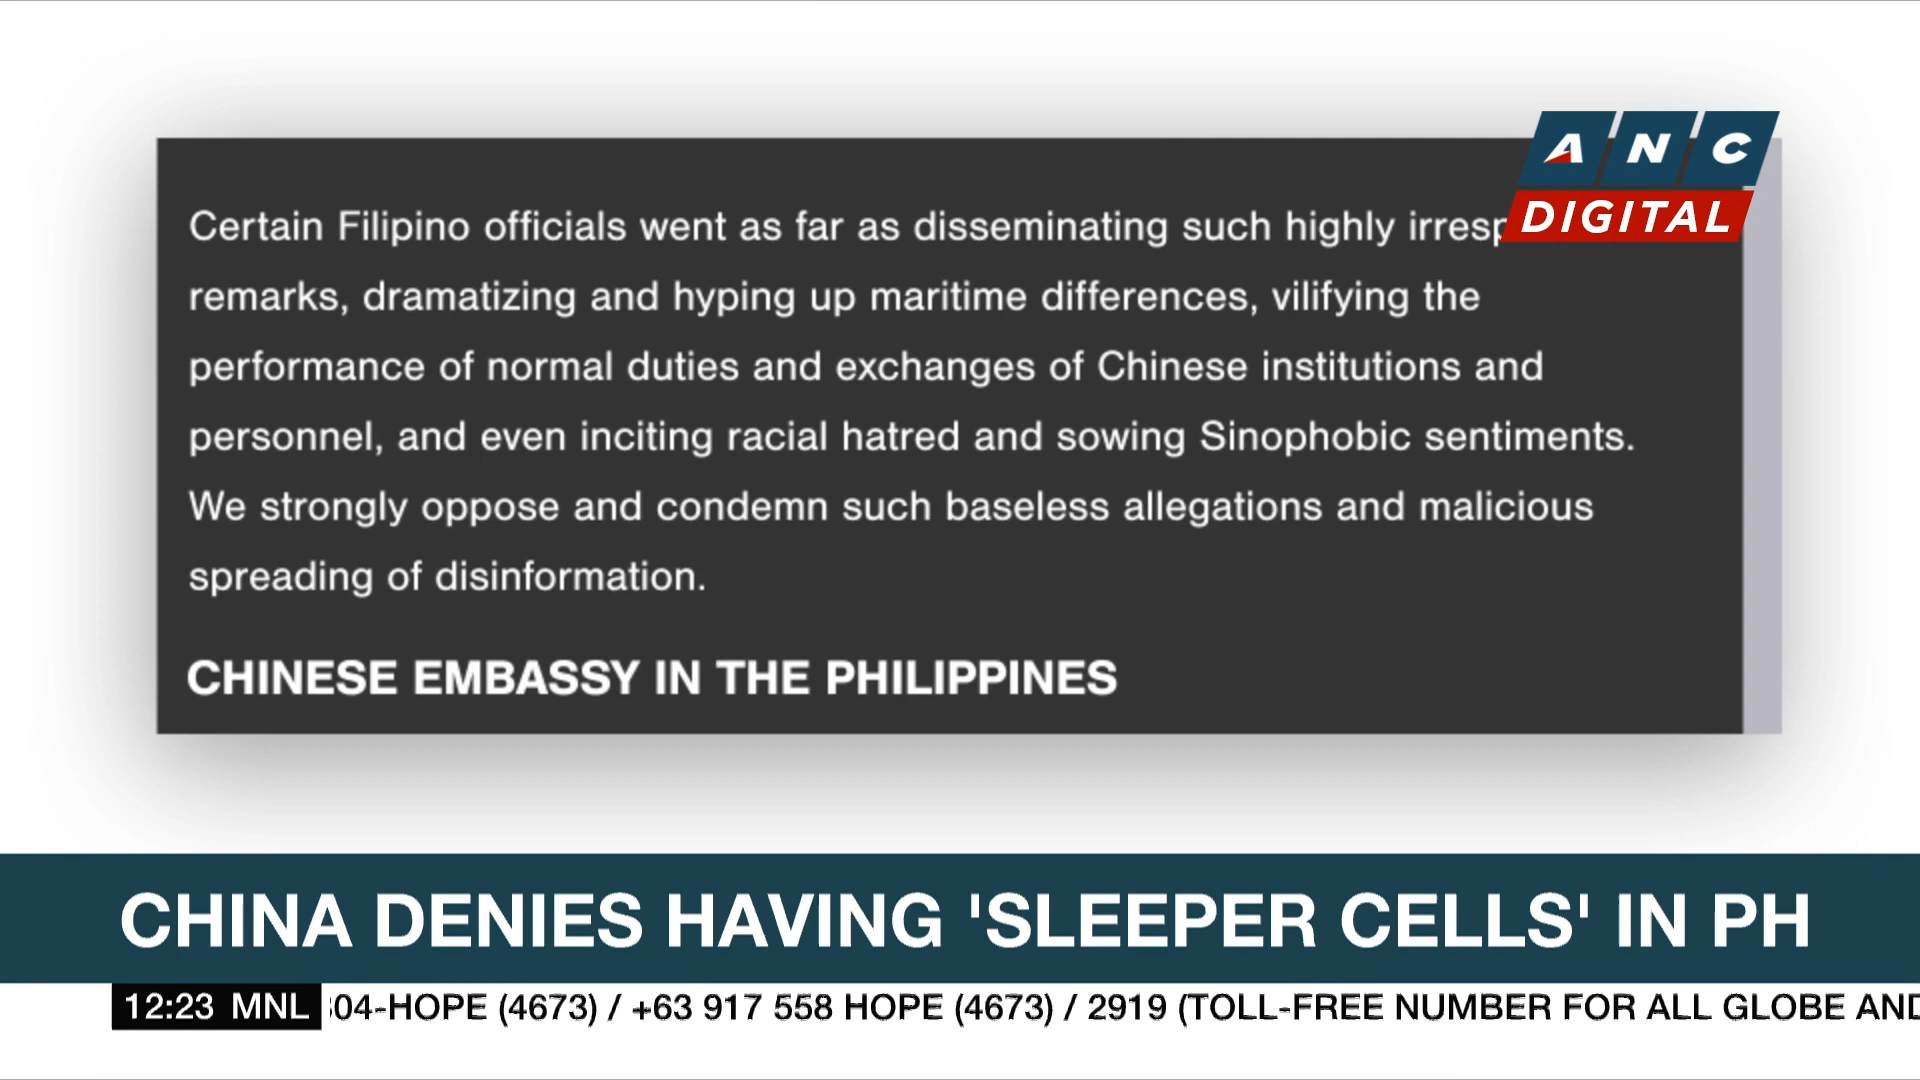 ANC
DIGITAL
Certain Filipino officials went as far as disseminating such highly
remarks, dramatizing and hyping up maritime differences, vilifying the
performance of normal duties and exchanges of Chinese institutions and
personnel, and even inciting racial hatred and sowing Sinophobic sentiments.
We strongly oppose and condemn such baseless allegations and malicious
spreading of disinformation.
CHINESE EMBASSY IN THE PHILIPPINES
CHINA DENIES HAVING 'SLEEPER CELLS' IN PH
12:23 MNL 04-HOPE (4673) / +63 917 558 HOPE (4673) / 2919 (TOLL-FREE NUMBER FOR ALL GLOBE AND